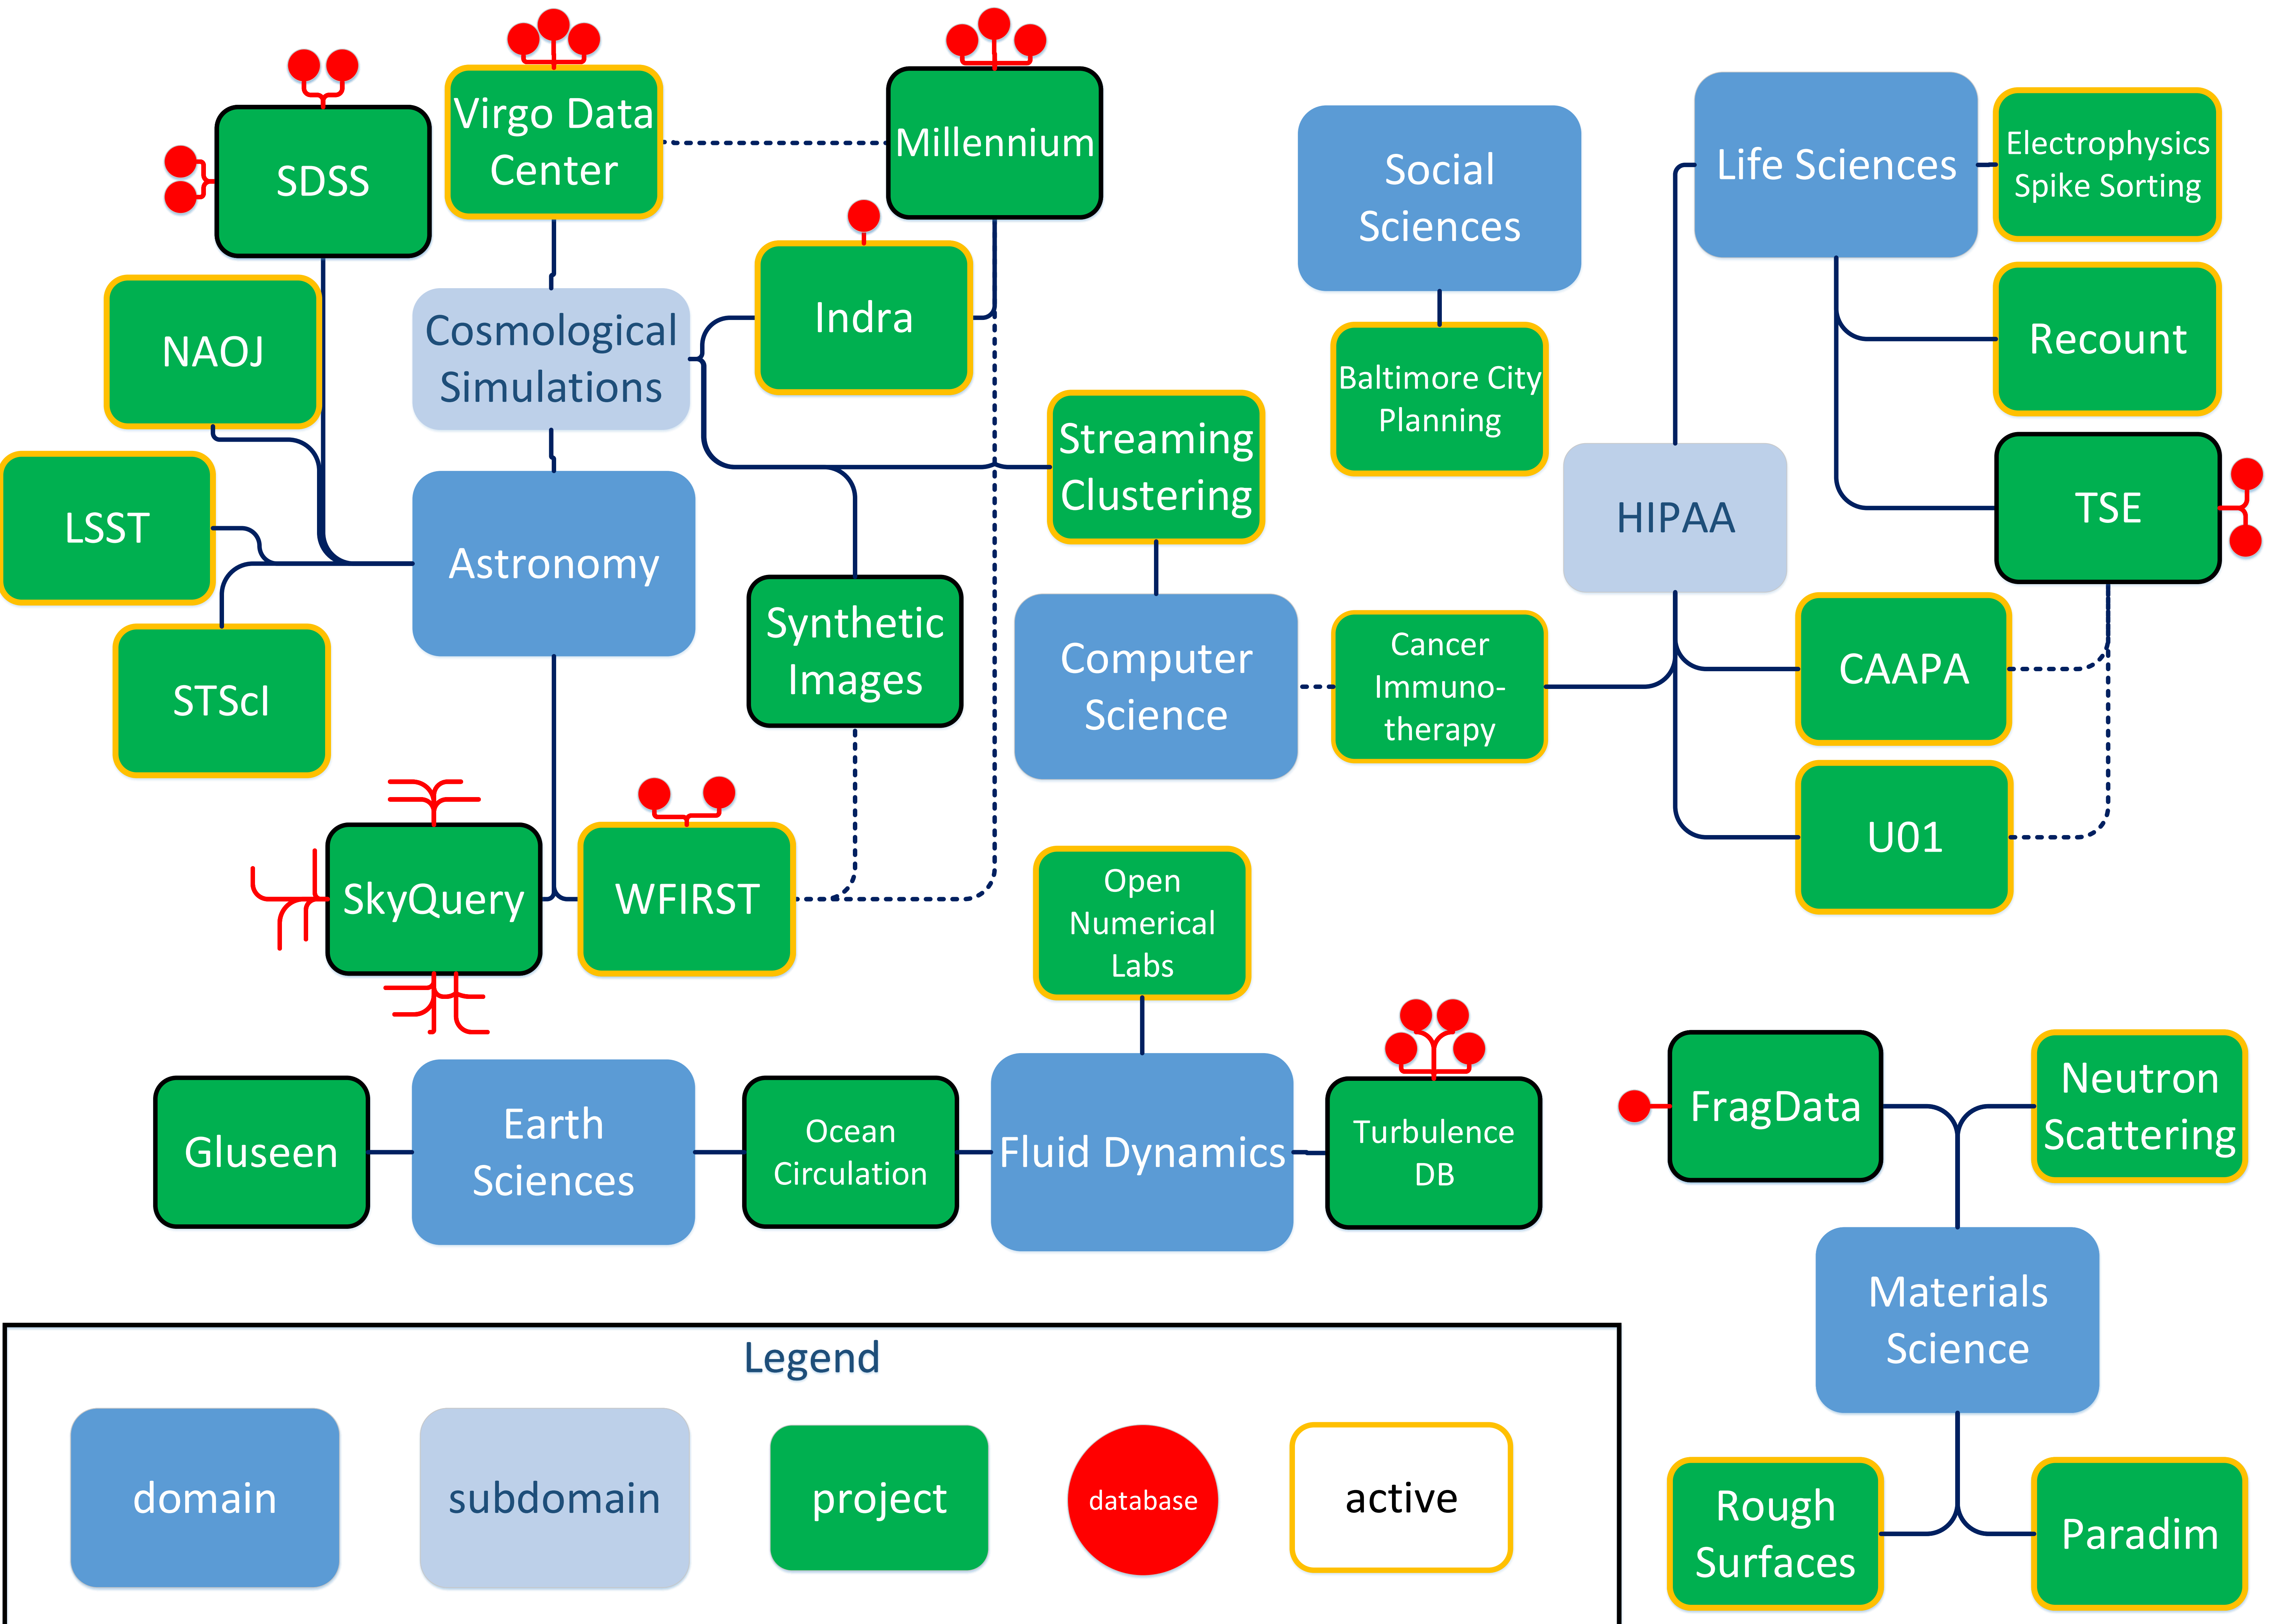 Virgo Data
Center
Millennium
SDSS
Social
Sciences
Life Sciences
Electrophysics
Spike Sorting
NAOJ
Cosmological
Simulations
Indra
Baltimore City
Planning
Recount
LSST
Astronomy
Streaming
Clustering
HIPAA
TSE
STScI
Synthetic
Images
Computer
Science
Cancer
Immuno-
therapy
CAAPA
U01
SkyQuery
WFIRST
Open
Numerical
Labs
Gluseen
Earth
Sciences
Ocean
Circulation
Fluid Dynamics
Turbulence
DB
FragData
Neutron
Scattering
Materials
Science
Rough
Surfaces
Paradim
Legend
domain
subdomain
project
database
active